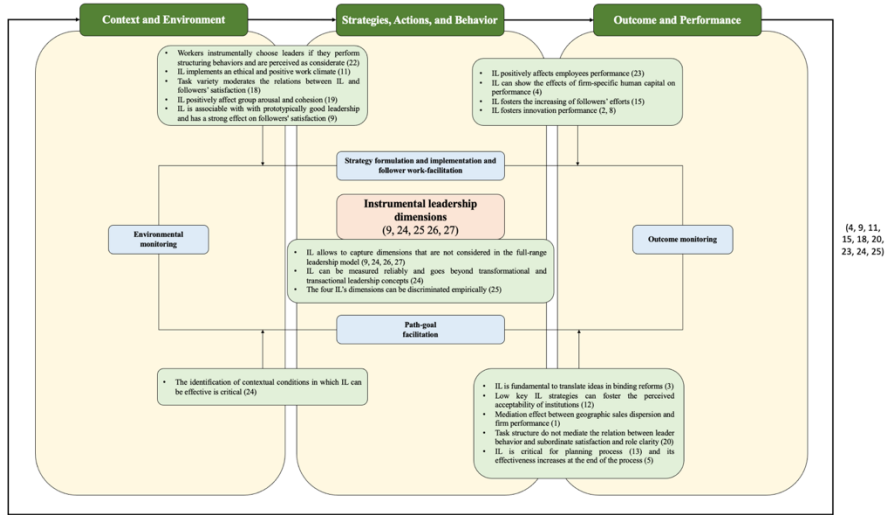 Context and Environment
Strategies, Actions, and Behavior
Outcome and Performance
• Workers instrumentally choose leaders if they perform
structuring behaviors and are perceived as considerate (22)
• IL implements an ethical and positive work climate (11)
• Task variety moderates the relations between IL and
followers' satisfaction (18)
• IL positively affect group arousal and cohesion (19)
• IL is associable with with prototypically good leadership
and has a strong effect on followers' satisfaction (9)
• IL positively affects employees performance (23)
• IL can show the effects of firm-specific human capital on
performance (4)
• IL fosters the increasing of followers' efforts (15)
• IL fosters innovation performance (2, 8)
Strategy formulation and implementation and
follower work-facilitation
Environmental
monitoring
Instrumental leadership
dimensions
(9, 24, 25 26, 27)
• IL allows to capture dimensions that are not considered in the full-range
leadership model (9, 24, 26, 27)
• IL can be measured reliably and goes beyond transformational and
transactional leadership concepts (24)
• The four IL's dimensions can be discriminated empirically (25)
Outcome monitoring
(4, 9, 11,
15, 18, 20,
23, 24, 25)
Path-goal
facilitation
• The identification of contextual conditions in which IL can
be effective is critical (24)
• IL is fundamental to translate ideas in binding reforms (3)
• Low key IL strategies can foster the perceived
acceptability of institutions (12)
• Mediation effect between geographic sales dispersion and
firm performance (1)
• Task structure do not mediate the relation between leader
behavior and subordinate satisfaction and role clarity (20)
• IL is critical for planning process (13) and its
effectiveness increases at the end of the process (5)